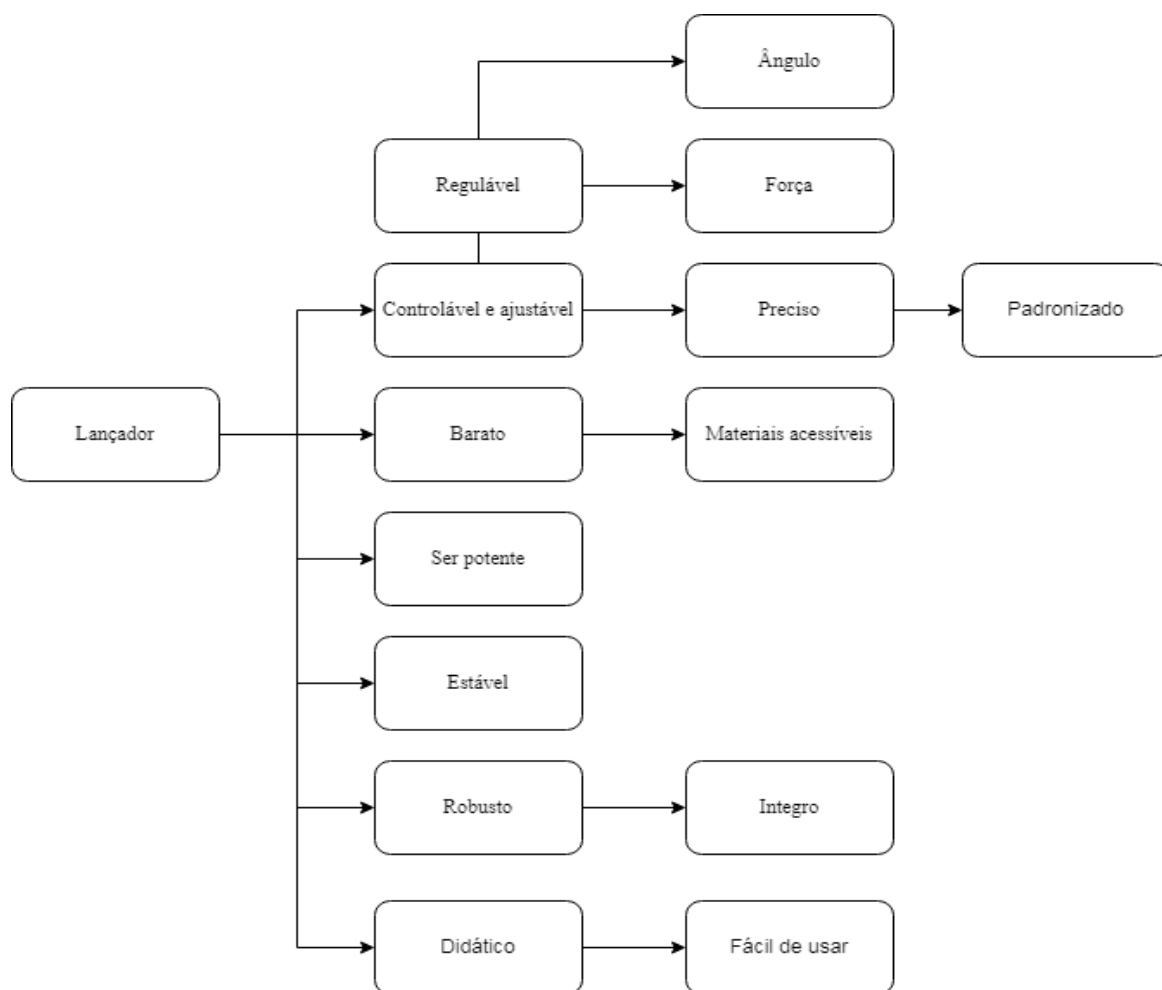 Ângulo
Regulável
Força
Controlável e ajustável
Preciso
Padronizado
Lançador
Barato
Materiais acessíveis
Ser potente
Estável
Robusto
Integro
Didático
Fácil de usar